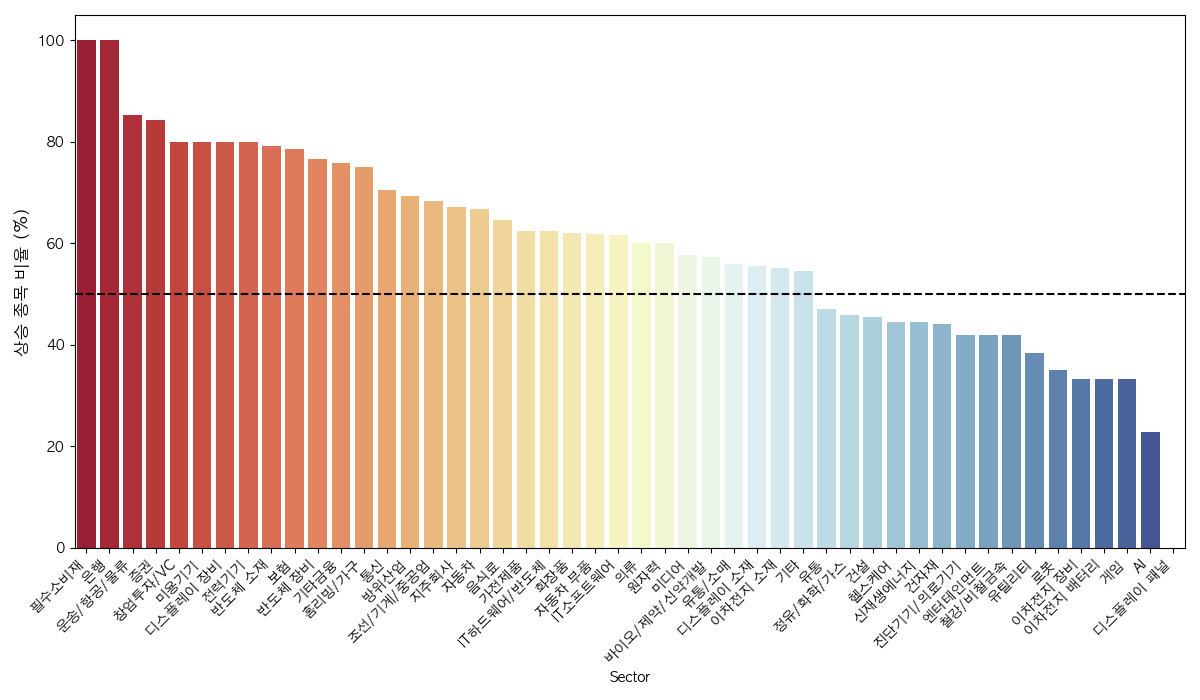 상승 종목 비율 (%)
100
80
60
40
20
0
필수소비재
은행
운송/항공/물류
증권
창업투자/VC
미용기기
디스플레이 장비
전력기기
반도체 소재
보험
반도체 장비
기타금융
홈리빙/가구
통신
방위산업
조선/기계/중공업
지주회사
자동차
음식료
가전제품
IT하드웨어/반도체
화장품
자동차 부품
IT소프트웨어
의류
원자력
미디어
바이오/제약/신약개발
유통/소매
디스플레이 소재
이차전지 소재
기타
유통
정유/화학/가스
건설
헬스케어
신재생에너지
건자재
진단기기/의료기기
엔터테인먼트
철강/비철금속
유틸리티
로봇
이차전지 장비
이차전지 배터리
게임
AI
디스플레이 패널
Sector